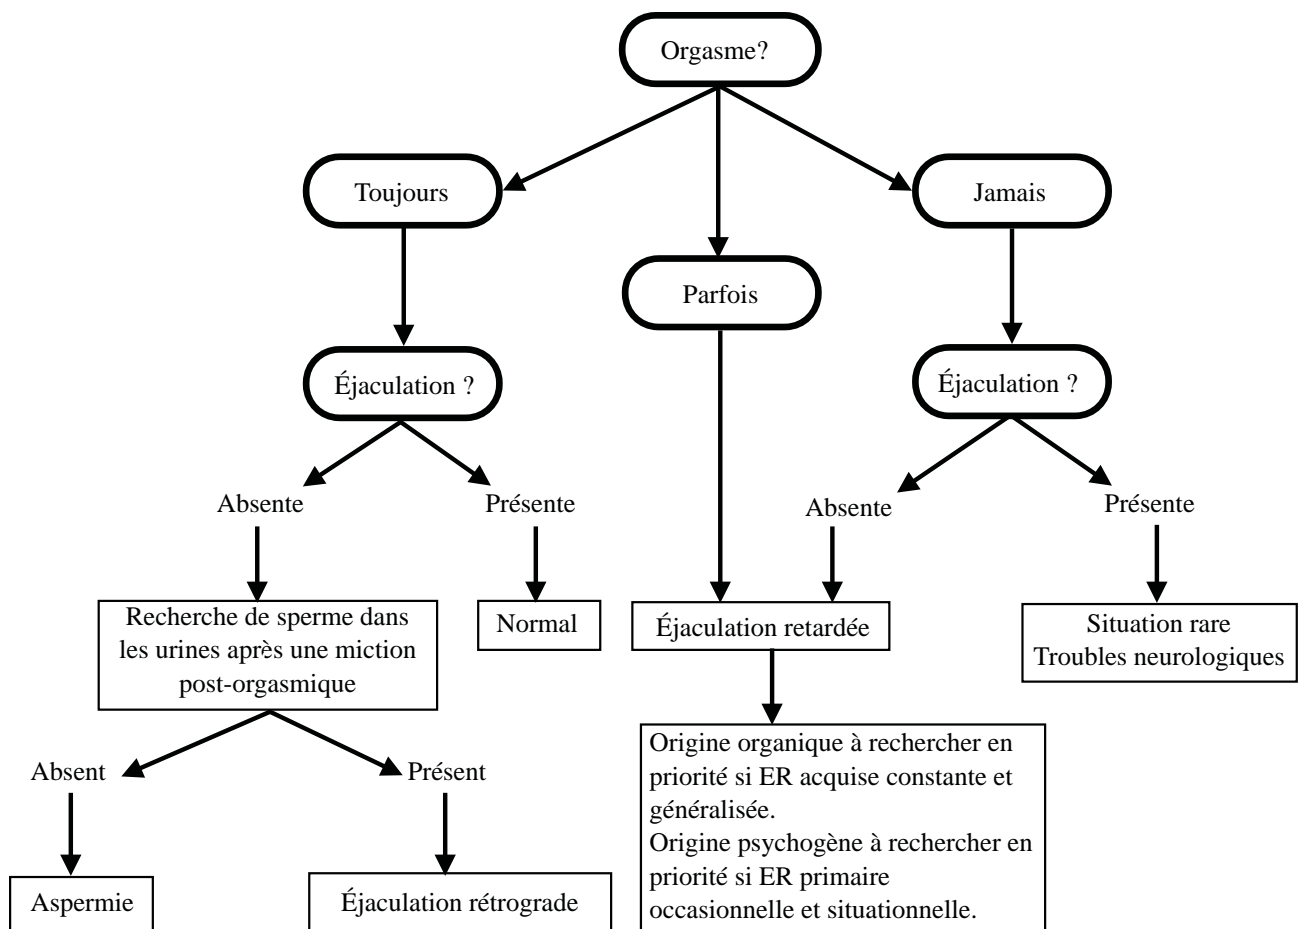 Orgasme?
Toujours
Jamais
Parfois
Éjaculation ?
Éjaculation ?
Absente
Présente
Absente
Présente
Recherche de sperme dans
les urines après une miction
post-orgasmique
Normal
Éjaculation retardée
Situation rare
Troubles neurologiques
Absent
Présent
Origine organique à rechercher en
priorité si ER acquise constante et
généralisée.
Origine psychogène à rechercher en
priorité si ER primaire
occasionnelle et situationnelle.
Aspermie
Éjaculation rétrograde